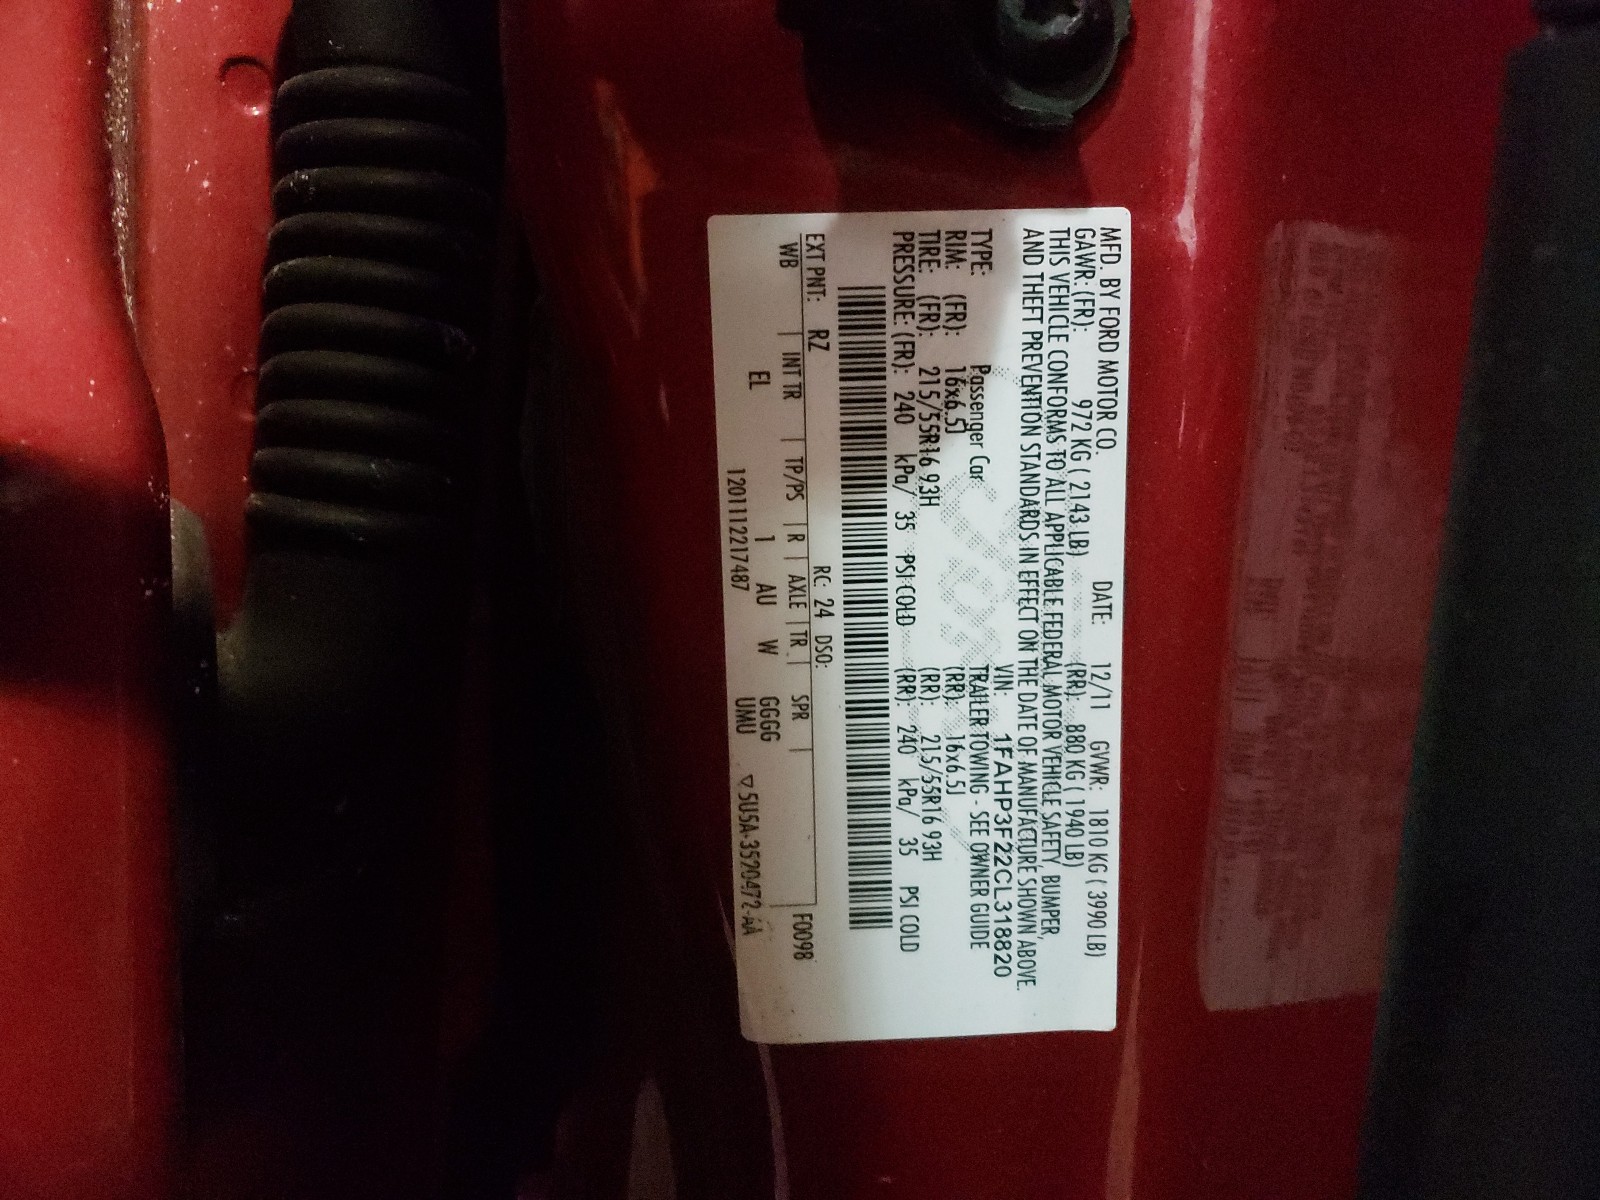 MFD. BY FORD MOTOR CO. DATE: 12/11 GVWR: 1810 KG ( 3990 LB)
GAWR:(FR): 972 KG ( 2143 LB) (RR): 880 KG ( 1940 LB)
THIS VEHICLE CONFORMS TO ALL APPLICABLE FEDERAL MOTOR VEHICLE SAFETY, BUMPER,
AND THEFT PREVENTION STANDARDS IN EFFECT ON THE DATE OF MANUFACTURE SHOWN ABOVE.
VIN: 1FAHP3F22CL318820
TYPE: Passenger Car TRAILER TOWING - SEE OWNER GUIDE
RIM: (FR): 16x6.5J (RR): 16x6.5J
TIRE: (FR): 215/55R16 93H (RR): 215/55R16 93H
PRESSURE: (FR): 240 kPa/ 35 PSI COLD (RR): 240 kPa/ 35 PSI COLD
EXT PNT: RZ RC: 24 DSO: F0098
WB INT TR TP/PS R AXLE TR SPR
EL 1 AU W GGGG
UMU
1201112217487 ▽ 5U5A-3520472-AA